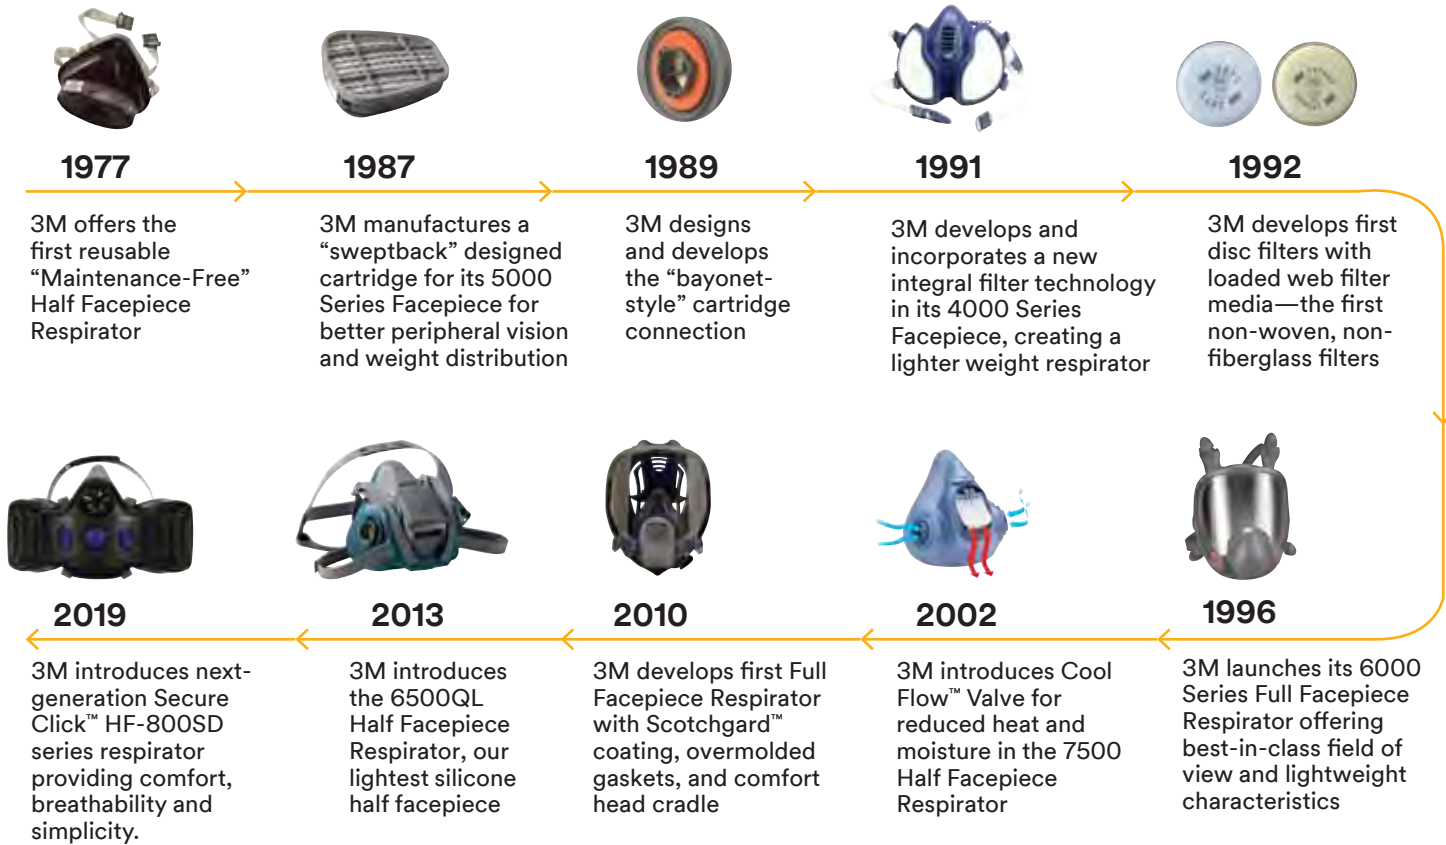 1977
3M offers the
first reusable
“Maintenance-Free”
Half Facepiece
Respirator
1987
3M manufactures a
“sweptback” designed
cartridge for its 5000
Series Facepiece for
better peripheral vision
and weight distribution
1989
3M designs
and develops
the “bayonet-
style” cartridge
connection
1991
3M develops and
incorporates a new
integral filter technology
in its 4000 Series
Facepiece, creating a
lighter weight respirator
1992
3M develops first
disc filters with
loaded web filter
media—the first
non-woven, non-
fiberglass filters
1996
3M launches its 6000
Series Full Facepiece
Respirator offering
best-in-class field of
view and lightweight
characteristics
2002
3M introduces Cool
Flow™ Valve for
reduced heat and
moisture in the 7500
Half Facepiece
Respirator
2010
3M develops first Full
Facepiece Respirator
with Scotchgard™
coating, overmolded
gaskets, and comfort
head cradle
2013
3M introduces
the 6500QL
Half Facepiece
Respirator, our
lightest silicone
half facepiece
2019
3M introduces next-
generation Secure
Click™ HF-800SD
series respirator
providing comfort,
breathability and
simplicity.